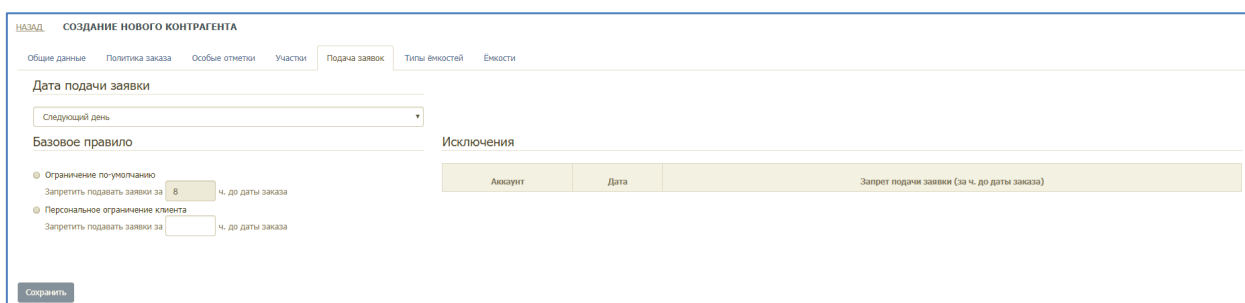 НАЗАД СОЗДАНИЕ НОВОГО КОНТРАГЕНТА
Общие данные Политика заказа Особые отметки Участки Подача заявок Типы ёмкостей Ёмкости
Дата подачи заявки
Следующий день
Базовое правило
Ограничение по-умолчанию
Запретить подавать заявки за 8 ч. до даты заказа
Персональное ограничение клиента
Запретить подавать заявки за ч. до даты заказа
Исключения
Аккаунт Дата Запрет подачи заявки (за ч. до даты заказа)
Сохранить